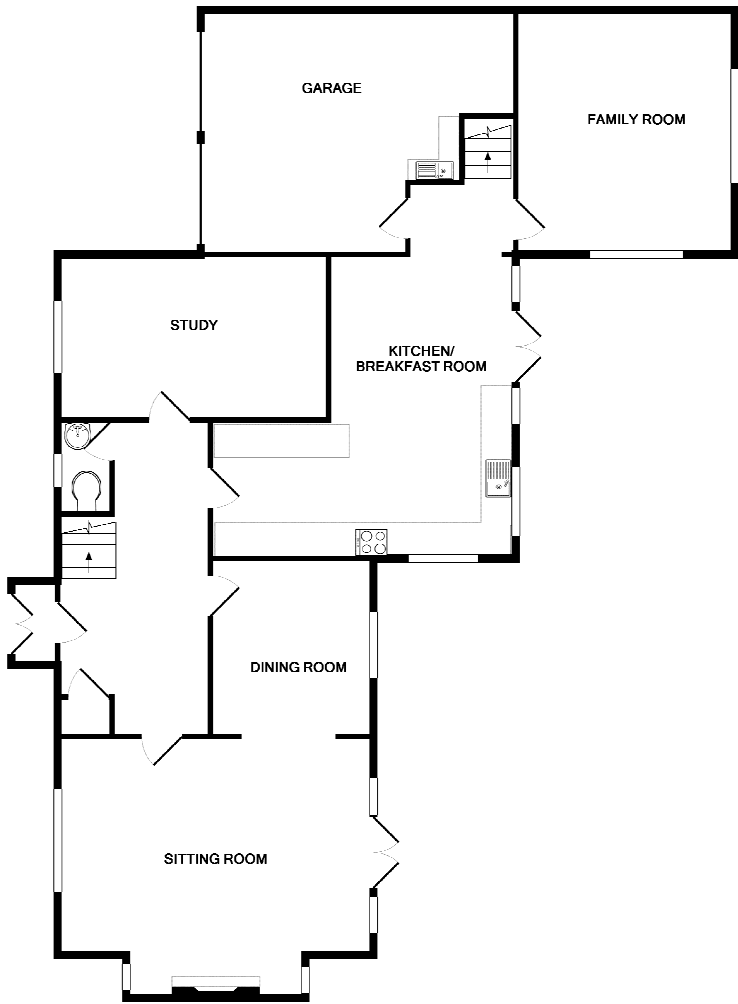 GARAGE
FAMILY ROOM
STUDY
KITCHEN/
BREAKFAST ROOM
DINING ROOM
SITTING ROOM